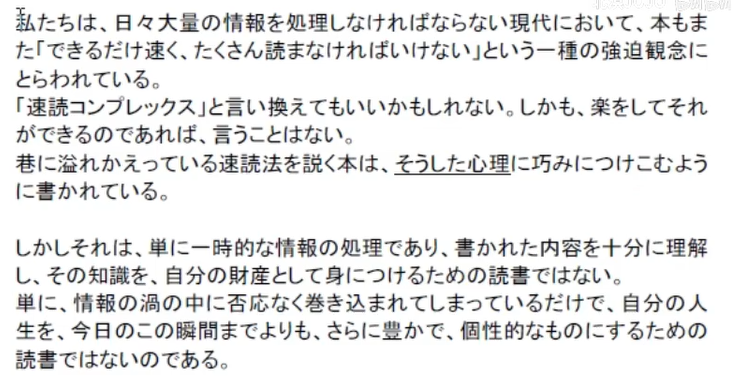 私たちは、日々大量の情報を処理しなければならない現代において、本もま
た「できるだけ速く、たくさん読まなければいけない」という一種の強迫観念に
とらわれている。
「速読コンプレックス」と言い換えてもいいかもしれない。しかも、楽をしてそれ
ができるのであれば、言うことはない。
巷に溢れかえっている速読法を説く本は、そうした心理に巧みにつけこむよう
に書かれている。
しかしそれは、単に一時的な情報の処理であり、書かれた内容を十分に理解
し、その知識を、自分の財産として身につけるための読書ではない。
単に、情報の渦の中に否応なく巻き込まれてしまっているだけで、自分の人
生を、今日のこの瞬間までよりも、さらに豊かで、個性的なものにするための
読書ではないのである。